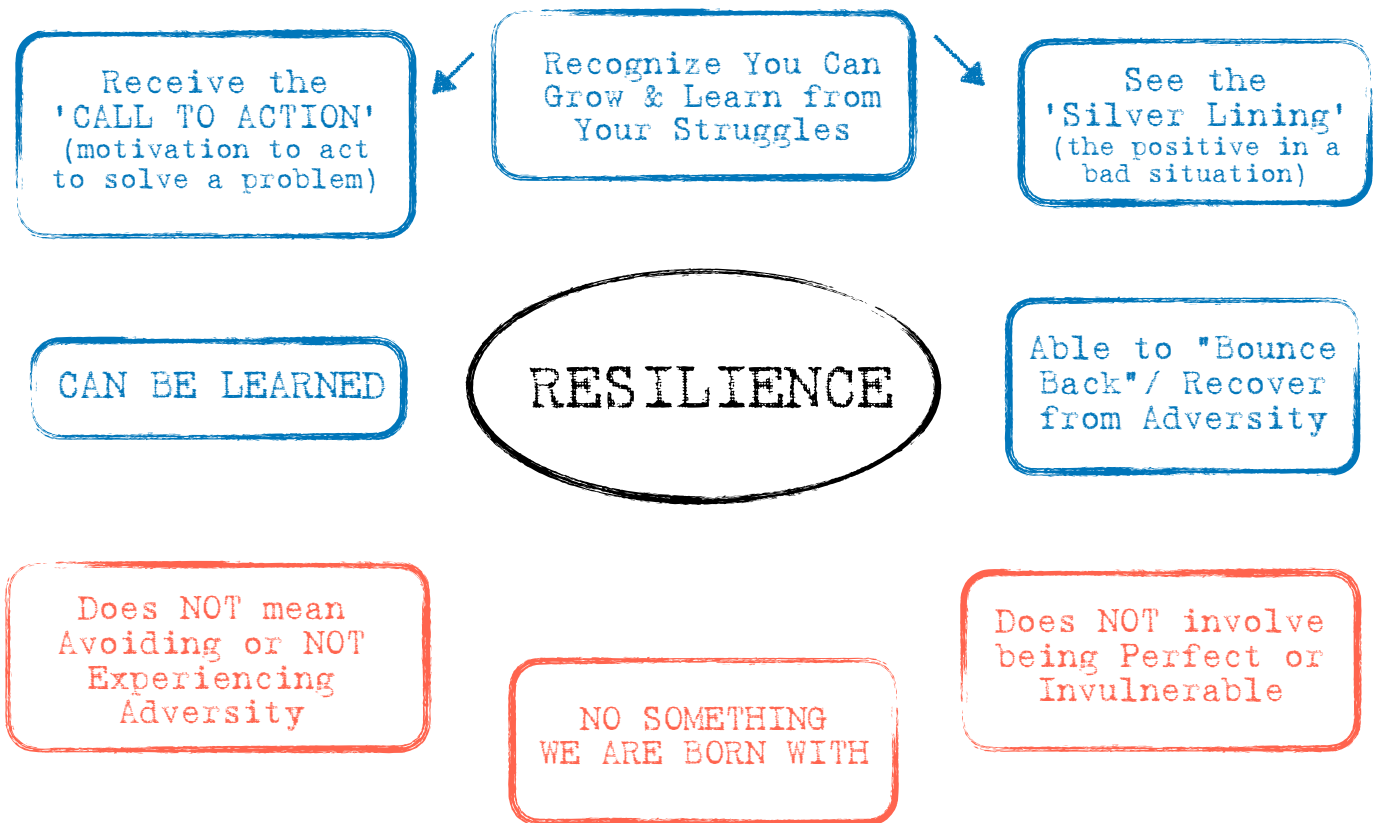 Receive the
'CALL TO ACTION'
(motivation to act
to solve a problem)
Recognize You Can
Grow & Learn from
Your Struggles
See the
'Silver Lining'
(the positive in a
bad situation)
CAN BE LEARNED
RESILIENCE
Able to "Bounce
Back"/ Recover
from Adversity
Does NOT mean
Avoiding or NOT
Experiencing
Adversity
NO SOMETHING
WE ARE BORN WITH
Does NOT involve
being Perfect or
Invulnerable